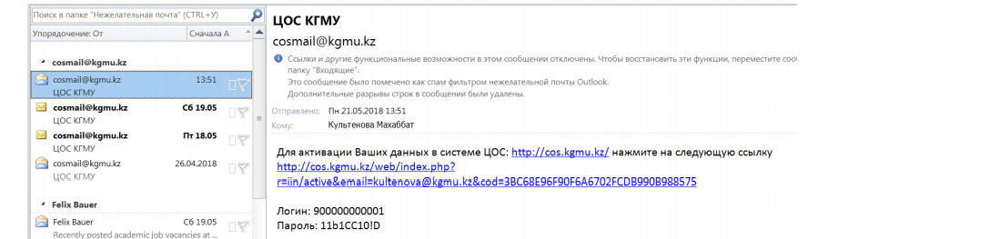 Поиск в папке "Нежелательная почта" (CTRL+У)
Упорядочение: От
Сначала А
cosmail@kgmu.kz
cosmail@kgmu.kz 13:51
ЦОС КГМУ
cosmail@kgmu.kz Сб 19.05
ЦОС КГМУ
cosmail@kgmu.kz Пт 18.05
ЦОС КГМУ
cosmail@kgmu.kz 26.04.2018
ЦОС КГМУ
Felix Bauer
Felix Bauer Сб 19.05
Recently posted academic job vacancies at ...
ЦОС КГМУ
cosmail@kgmu.kz
Ссылки и другие функциональные возможности в этом сообщении отключены. Чтобы восстановить эти функции, переместите
папку "Входящие".
Это сообщение было помечено как спам фильтром нежелательной почты Outlook.
Дополнительные разрывы строк в сообщении были удалены.
Отправлено: Пн 21.05.2018 13:51
Кому: Культенова Махаббат
Для активации Ваших данных в системе ЦОС: http://cos.kgmu.kz/ нажмите на следующую ссылку
http://cos.kgmu.kz/web/index.php?
r=iin/active&email=kultenova@kgmu.kz&cod=3BC68E96F90F6A6702FCDB990B988575
Логин: 900000000001
Пароль: 11b1CC10!D